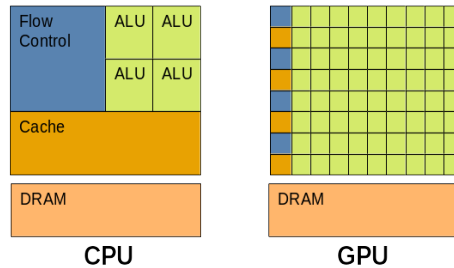 Flow
Control
ALU ALU
ALU ALU
Cache
DRAM
CPU
DRAM
GPU